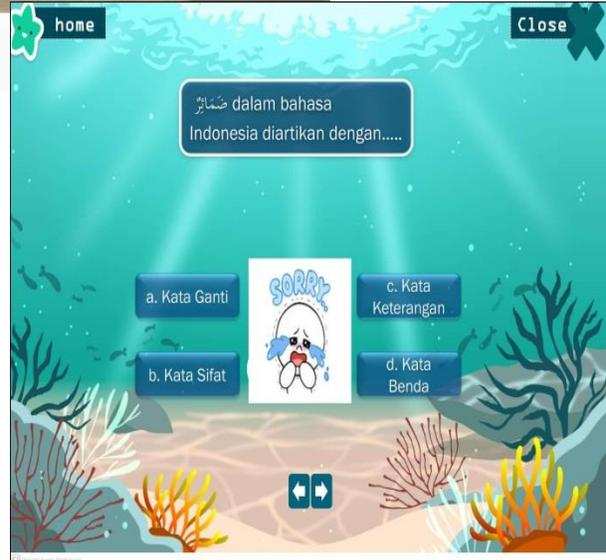 home
Close
ضَمَائِرٌ dalam bahasa
Indonesia diartikan dengan.....
SORRY
a. Kata Ganti
c. Kata
Keterangan
b. Kata Sifat
d. Kata
Benda